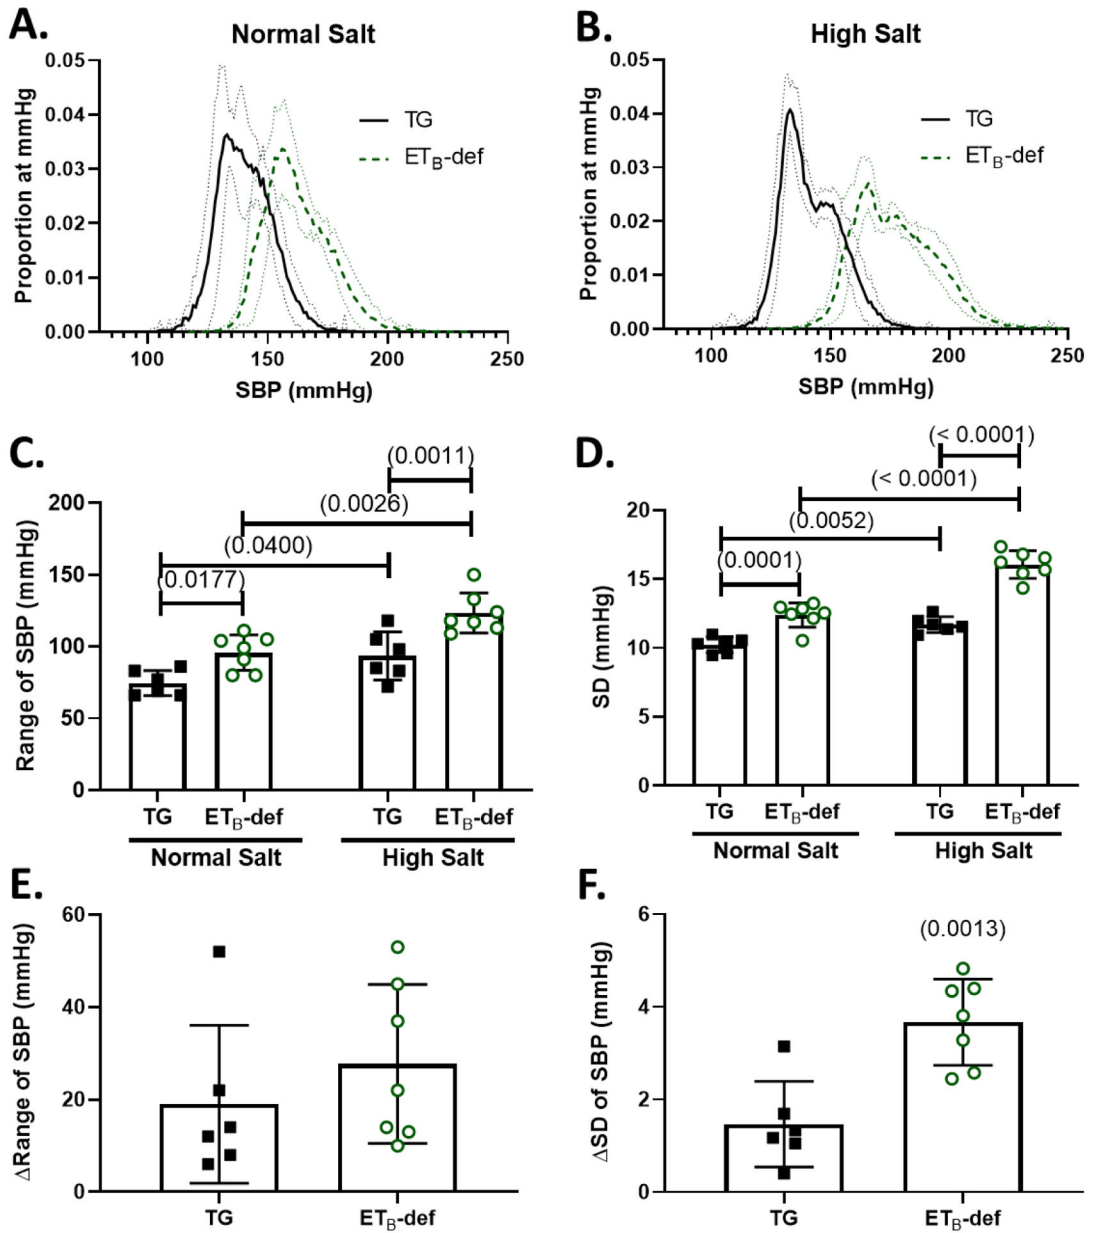 A.
Normal Salt
Proportion at mmHg
0.05
0.04
0.03
0.02
0.01
0.00
TG
ETB-def
100
150
200
250
SBP (mmHg)
B.
High Salt
Proportion at mmHg
0.05
0.04
0.03
0.02
0.01
0.00
TG
ETB-def
100
150
200
250
SBP (mmHg)
C.
Range of SBP (mmHg)
200
150
100
50
0
(0.0011)
(0.0026)
(0.0400)
(0.0177)
TG
ETB-def
TG
ETB-def
Normal Salt
High Salt
D.
SD (mmHg)
20
15
10
5
0
(< 0.0001)
(< 0.0001)
(0.0052)
(0.0001)
TG
ETB-def
TG
ETB-def
Normal Salt
High Salt
E.
ΔRange of SBP (mmHg)
60
40
20
0
TG
ETB-def
F.
ΔSD of SBP (mmHg)
6
4
2
0
(0.0013)
TG
ETB-def